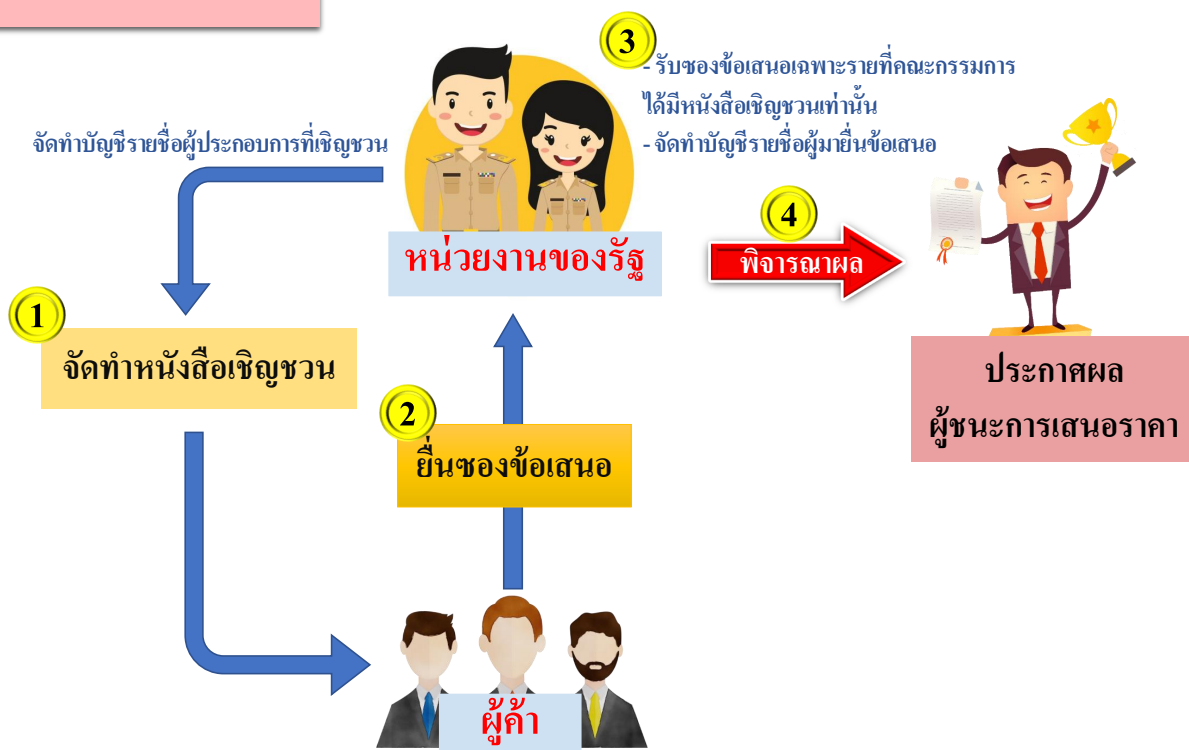 3
- รับซองข้อเสนอเฉพาะรายที่คณะกรรมการ
ได้มีหนังสือเชิญชวนเท่านั้น
- จัดทำบัญชีรายชื่อผู้มายื่นข้อเสนอ
จัดทำบัญชีรายชื่อผู้ประกอบการที่เชิญชวน
หน่วยงานของรัฐ
4
พิจารณาผล
1
จัดทำหนังสือเชิญชวน
ประกาศผล
ผู้ชนะการเสนอราคา
2
ยื่นซองข้อเสนอ
ผู้ค้า